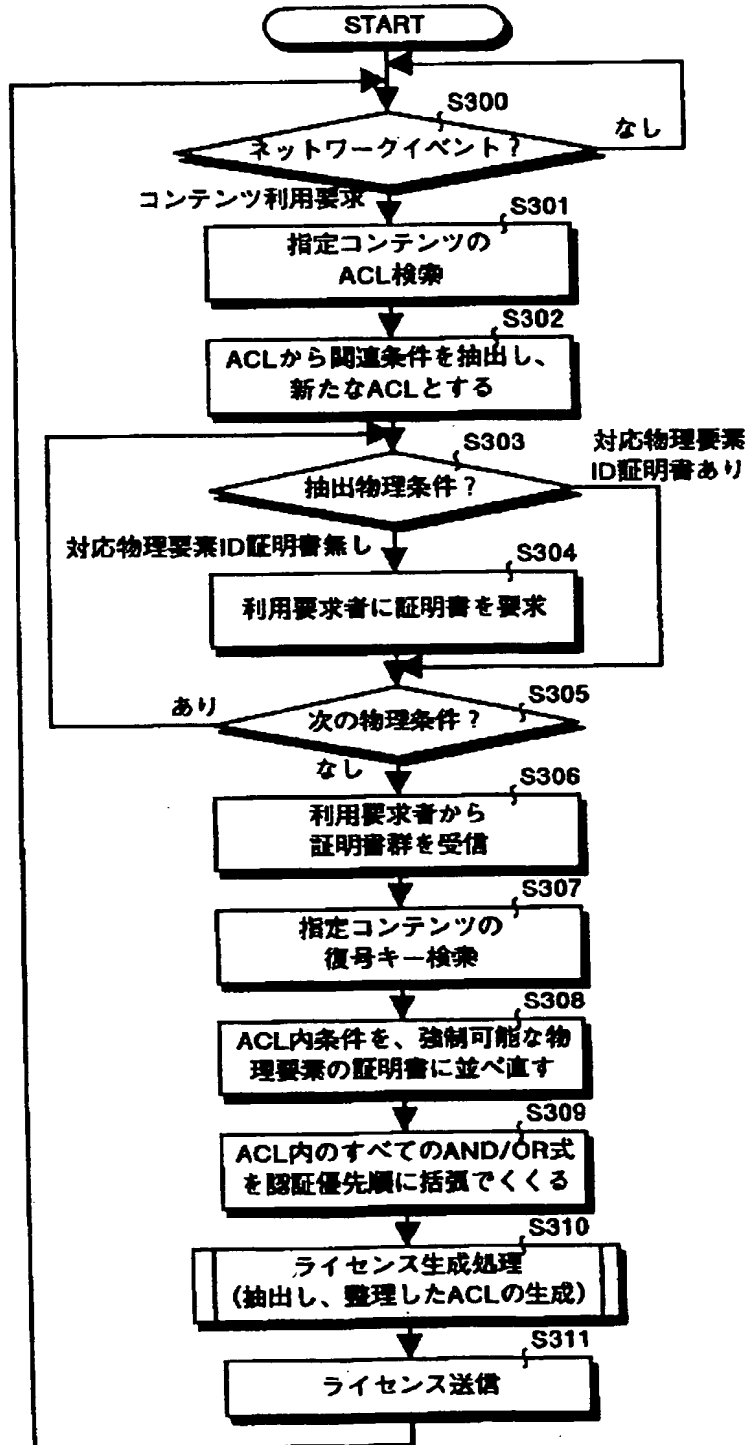 START
S300
ネットワークイベント？
なし
コンテンツ利用要求
S301
指定コンテンツの
ACL検索
S302
ACLから関連条件を抽出し、
新たなACLとする
S303
対応物理要素
ID証明書あり
抽出物理条件？
対応物理要素ID証明書無し
S304
利用要求者に証明書を要求
S305
あり
次の物理条件？
なし
S306
利用要求者から
証明書群を受信
S307
指定コンテンツの
復号キー検索
S308
ACL内条件を、強制可能な物
理要素の証明書に並べ直す
S309
ACL内のすべてのAND/OR式
を認証優先順に括弧でくくる
S310
ライセンス生成処理
(抽出し、整理したACLの生成)
S311
ライセンス送信